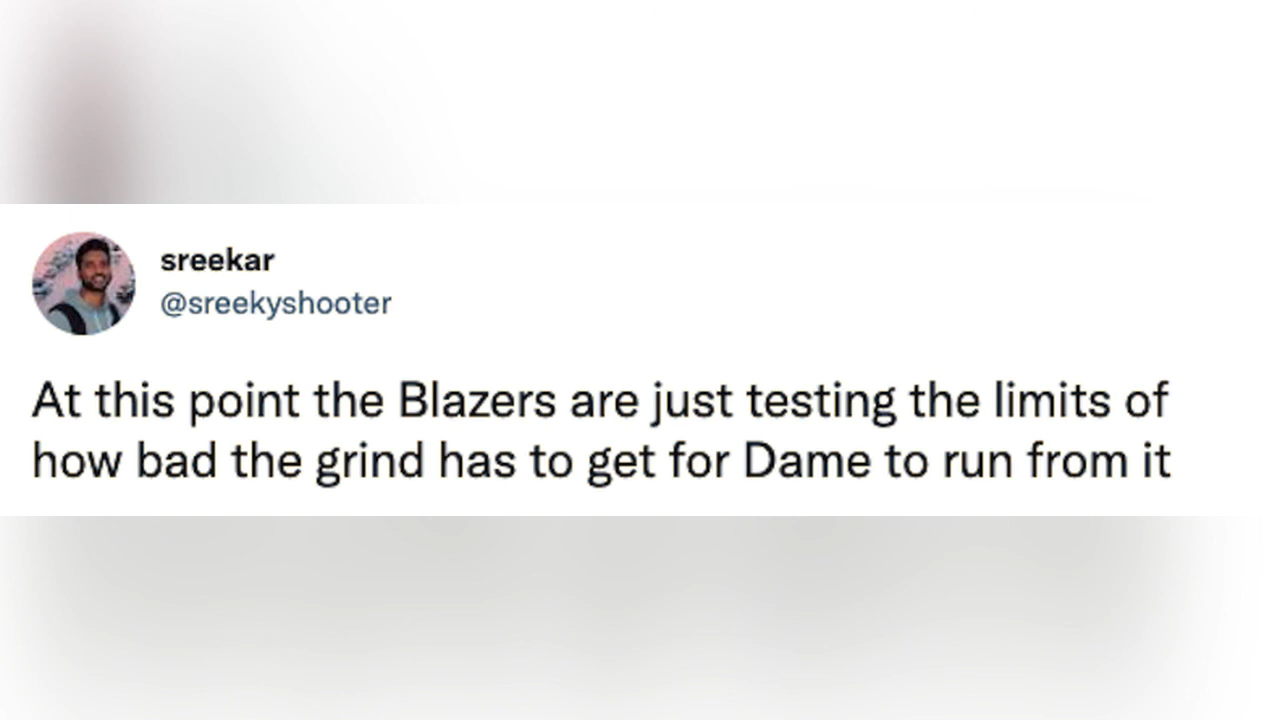 sreekar
@sreekyshooter
At this point the Blazers are just testing the limits of
how bad the grind has to get for Dame to run from it